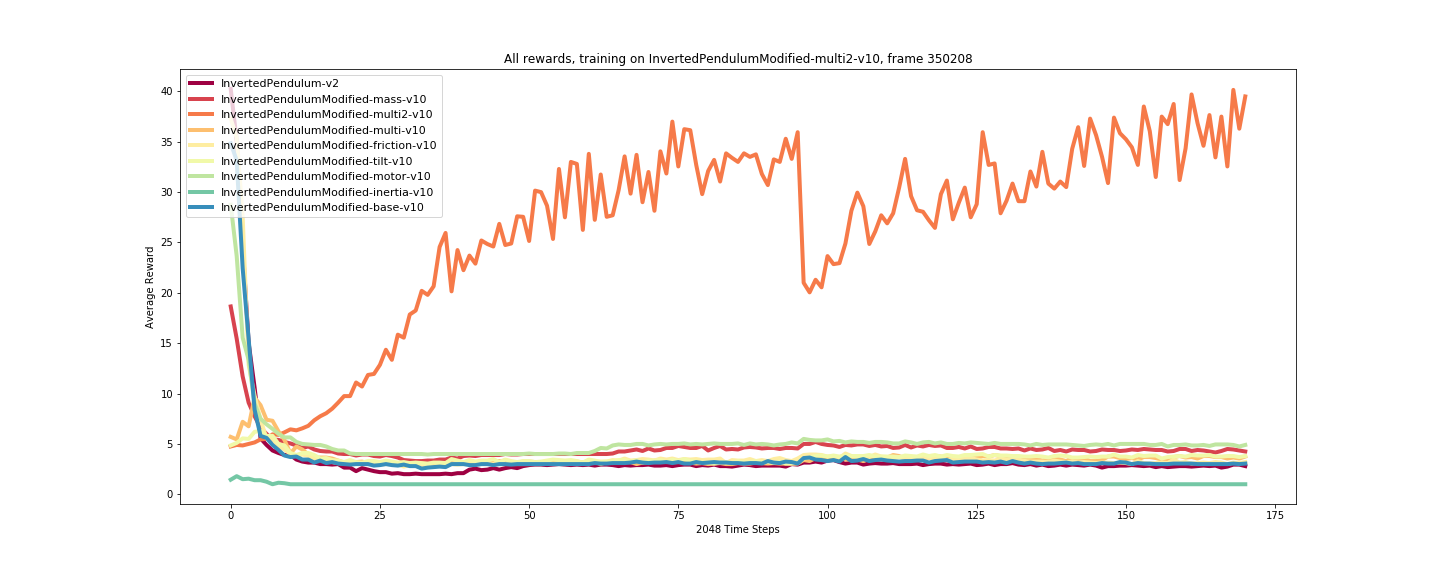 All rewards, training on InvertedPendulumModified-multi2-v10, frame 350208
InvertedPendulum-v2
InvertedPendulumModified-mass-v10
InvertedPendulumModified-multi2-v10
InvertedPendulumModified-multi-v10
InvertedPendulumModified-friction-v10
InvertedPendulumModified-tilt-v10
InvertedPendulumModified-motor-v10
InvertedPendulumModified-inertia-v10
InvertedPendulumModified-base-v10
Average Reward
40
35
30
25
20
15
10
5
0
0 25 50 75 100 125 150 175
2048 Time Steps